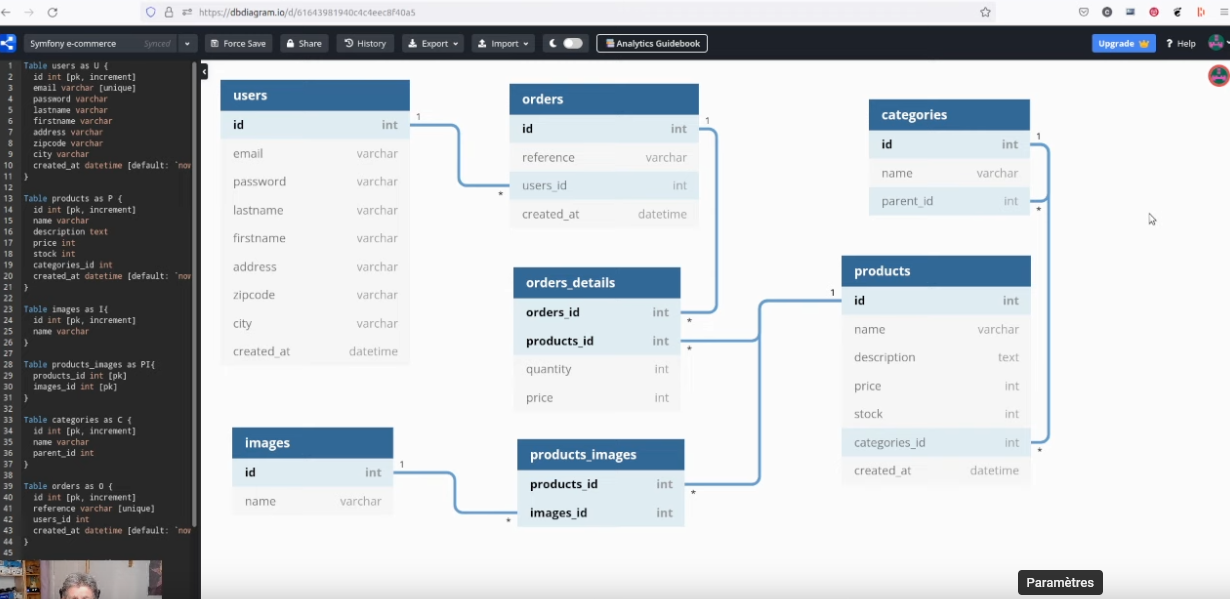 https://dbdiagram.io/d/61643981940c4c4eec8f40a5
Symfony e-commerce Synced Force Save Share History Export Import Analytics Guidebook Upgrade ? Help
1 Table users as U {
2 id int [pk, increment]
3 email varchar [unique]
4 password varchar
5 lastname varchar
6 firstname varchar
7 address varchar
8 zipcode varchar
9 city varchar
10 created_at datetime [default: `now
11 }
12
13 Table products as P {
14 id int [pk, increment]
15 name varchar
16 description text
17 price int
18 stock int
19 categories_id int
20 created_at datetime [default: `now
21 }
22
23 Table images as I{
24 id int [pk, increment]
25 name varchar
26 }
27
28 Table products_images as PI{
29 products_id int [pk]
30 images_id int [pk]
31 }
32
33 Table categories as C {
34 id int [pk, increment]
35 name varchar
36 parent_id int
37 }
38
39 Table orders as O {
40 id int [pk, increment]
41 reference varchar [unique]
42 users_id int
43 created_at datetime [default: `now
44 }
45
users
id int 1
email varchar
password varchar
lastname varchar
firstname varchar
address varchar
zipcode varchar
city varchar
created_at datetime
orders
id int 1
reference varchar
* users_id int
created_at datetime
categories
id int 1
name varchar
parent_id int *
orders_details
orders_id int *
products_id int *
quantity int
price int
products
1 id int
name varchar
description text
price int
stock int
categories_id int *
created_at datetime
images
id int 1
name varchar
products_images
products_id int *
* images_id int
Paramètres